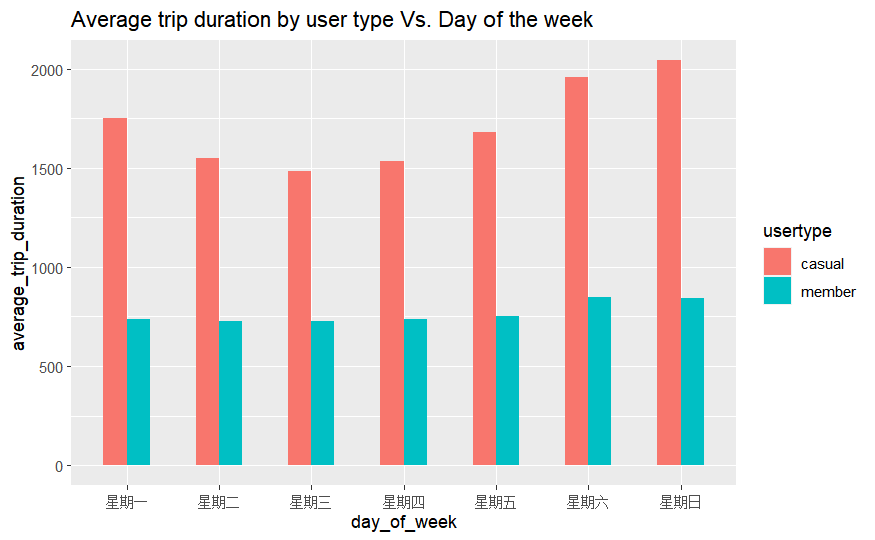 Average trip duration by user type Vs. Day of the week
average_trip_duration
2000
1500
1000
500
0
星期一 星期二 星期三 星期四 星期五 星期六 星期日
day_of_week
usertype
casual
member